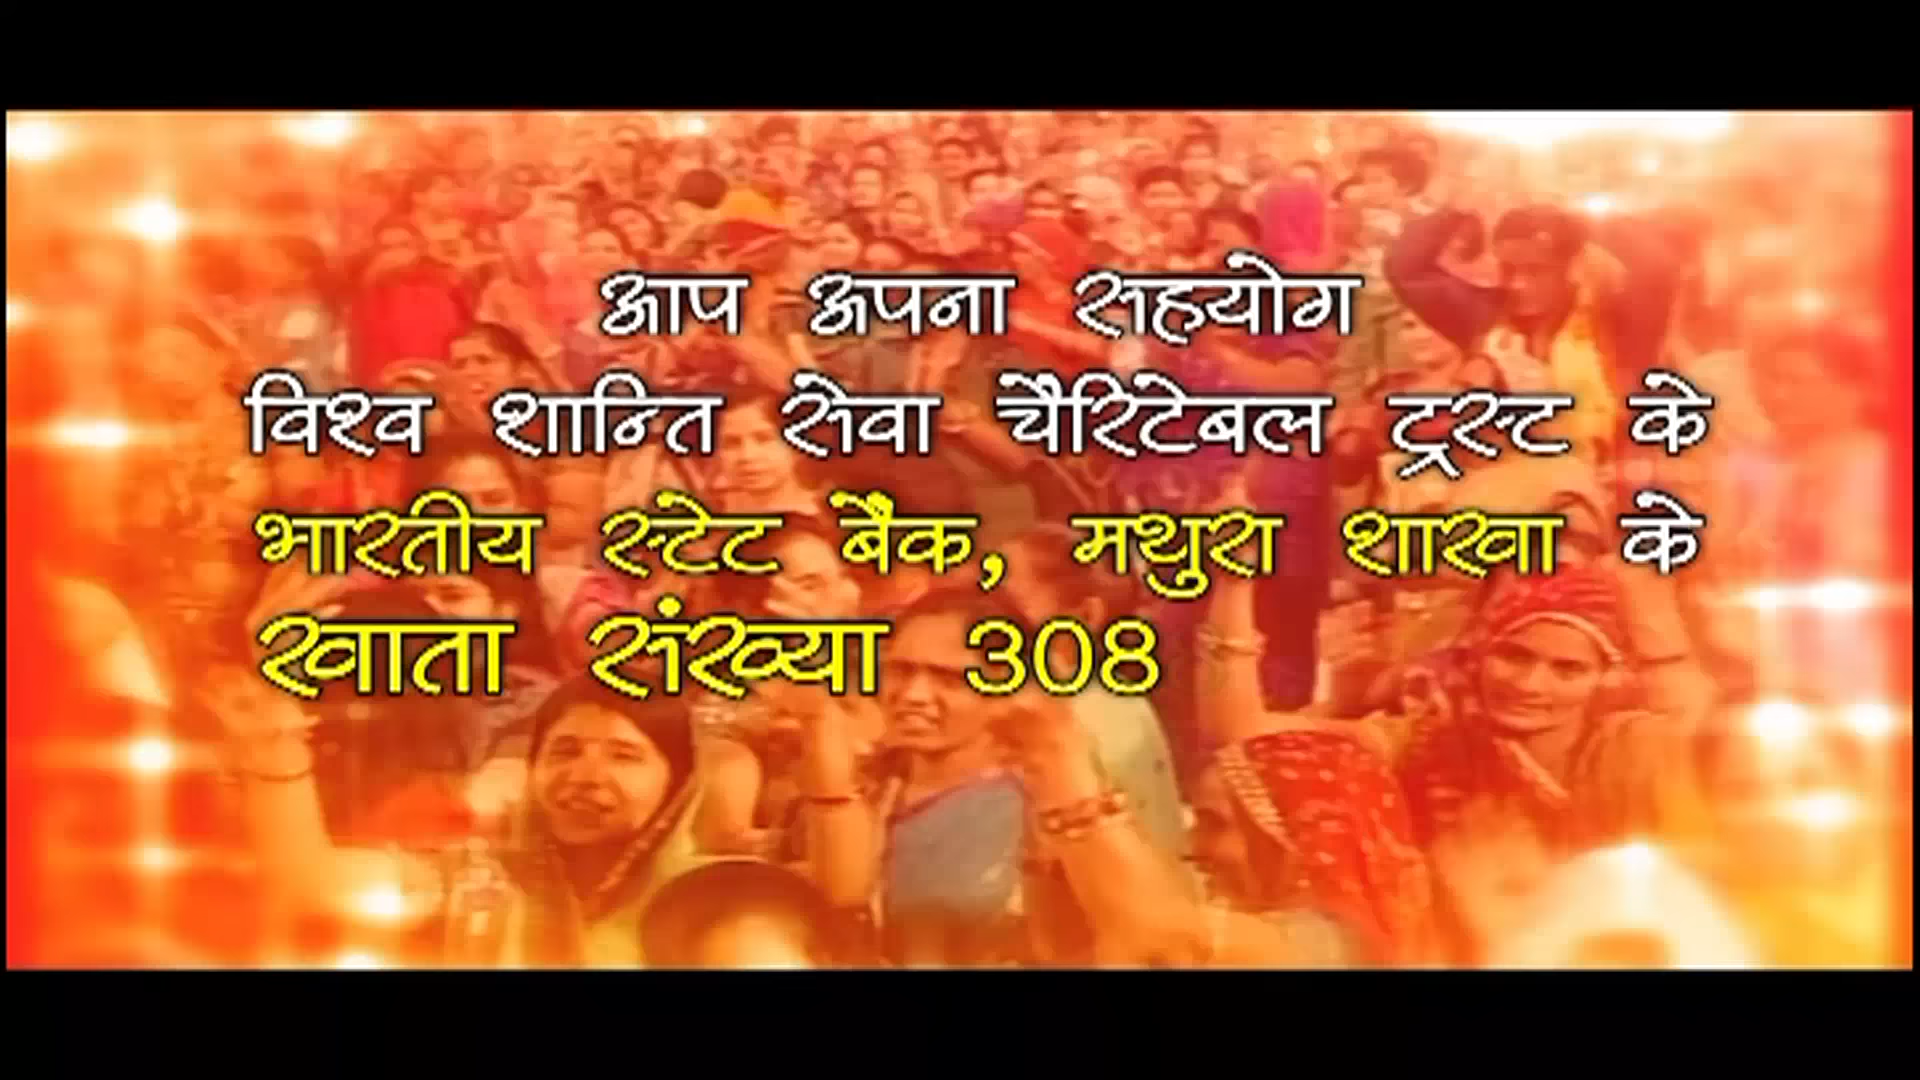 आप अपना सहयोग
विश्व शान्ति सेवा चैरिटेबल ट्रस्ट के
भारतीय स्टेट बैंक, मथुरा शाखा के
खाता संख्या 308